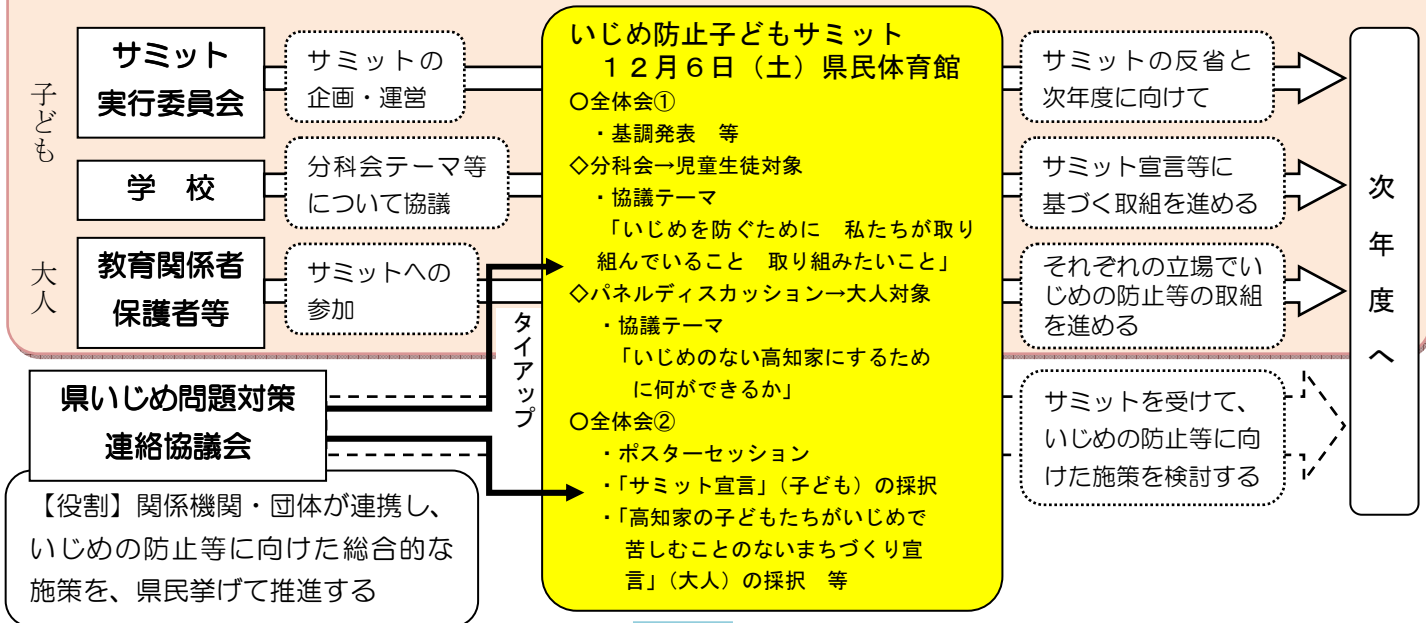 子ども
サミット
実行委員会
サミットの
企画・運営
学　校
分科会テーマ等
について協議
大人
教育関係者
保護者等
サミットへの
参加
タイアップ
県いじめ問題対策
連絡協議会
【役割】関係機関・団体が連携し、
いじめの防止等に向けた総合的な
施策を、県民挙げて推進する
いじめ防止子どもサミット
１２月６日（土）県民体育館
○全体会①
・基調発表　等
◇分科会→児童生徒対象
・協議テーマ
「いじめを防ぐために　私たちが取り
組んでいること　取り組みたいこと」
◇パネルディスカッション→大人対象
・協議テーマ
「いじめのない高知家にするため
に何ができるか」
○全体会②
・ポスターセッション
・「サミット宣言」（子ども）の採択
・「高知家の子どもたちがいじめで
苦しむことのないまちづくり宣
言」（大人）の採択　等
サミットの反省と
次年度に向けて
サミット宣言等に
基づく取組を進める
それぞれの立場でい
じめの防止等の取組
を進める
サミットを受けて、
いじめの防止等に向
けた施策を検討する
次年度へ